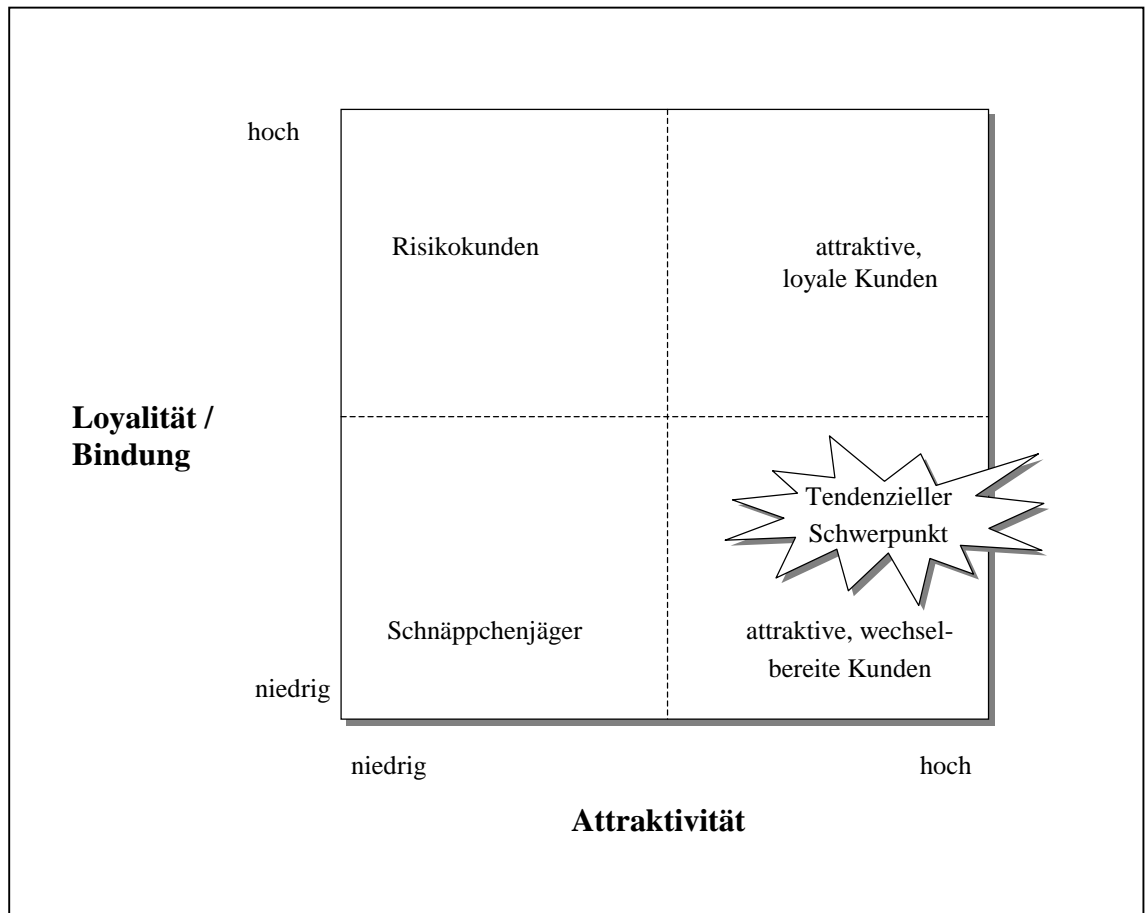 hoch
Risikokunden
attraktive,
loyale Kunden
Loyalität /
Bindung
Tendenzieller
Schwerpunkt
Schnäppchenjäger
attraktive, wechsel-
bereite Kunden
niedrig
niedrig
hoch
Attraktivität